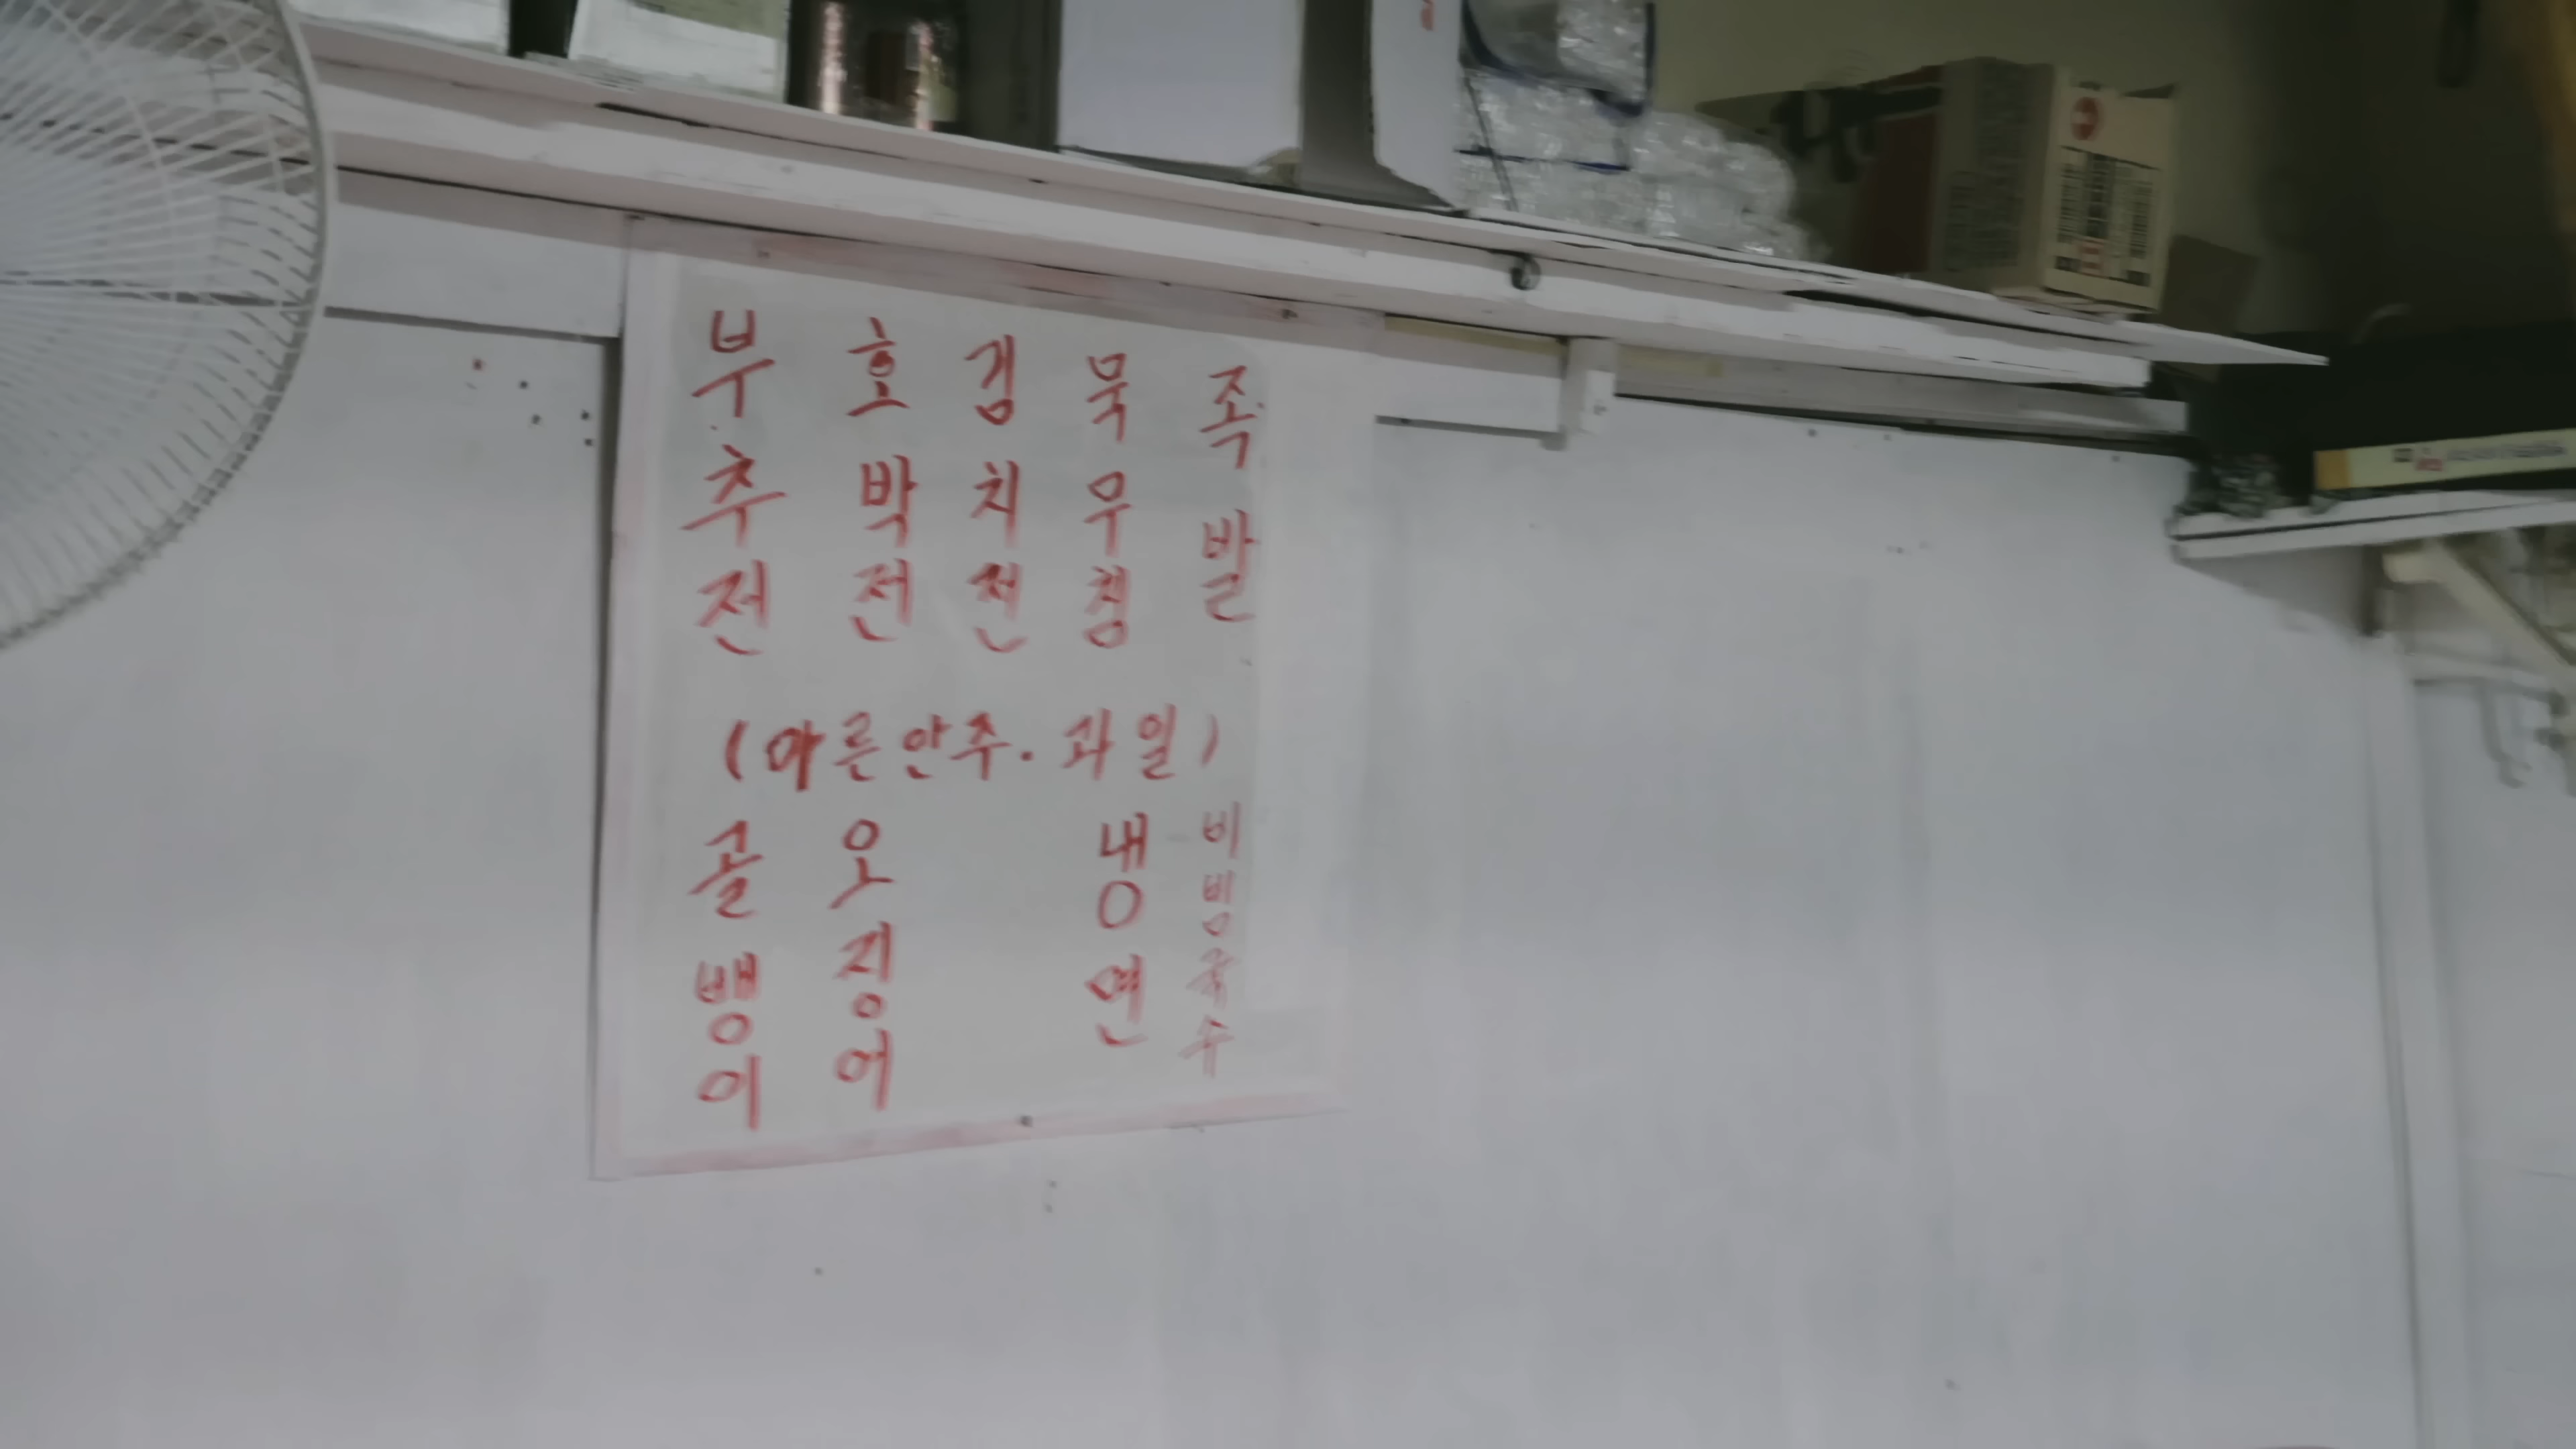 부추전
호박전
김치전
묵무침
족발
(마른안주·과일)
골뱅이
오징어
냉면
비빔국수